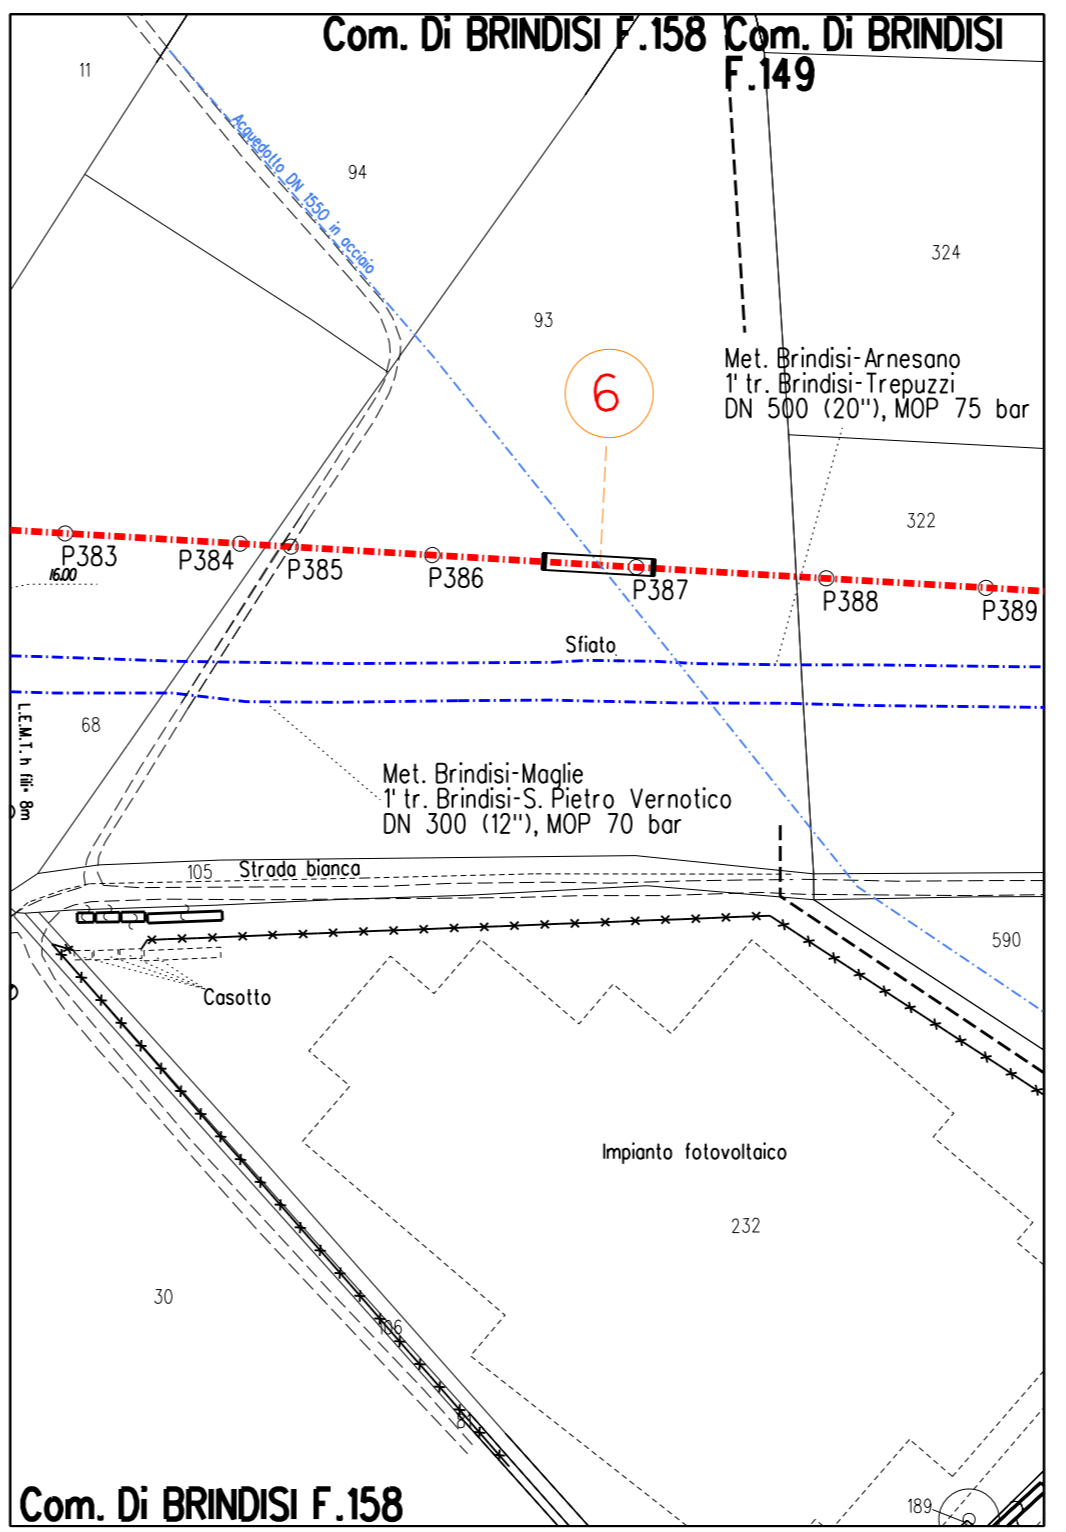 Com. Di BRINDISI F.158 Com. Di BRINDISI
F.149
11
Acquedotto DN 1550 in acciaio
94
324
93
Met. Brindisi-Arnesano
1' tr. Brindisi-Trepuzzi
DN 500 (20"), MOP 75 bar
6
322
P383
P384
P385
P386
P387
P388
P389
16.00
Sfiato
L.E.M.T. h fili= 8m
68
Met. Brindisi-Maglie
1' tr. Brindisi-S. Pietro Vernotico
DN 300 (12"), MOP 70 bar
105
Strada bianca
590
Casotto
Impianto fotovoltaico
232
30
106
81
189
Com. Di BRINDISI F.158